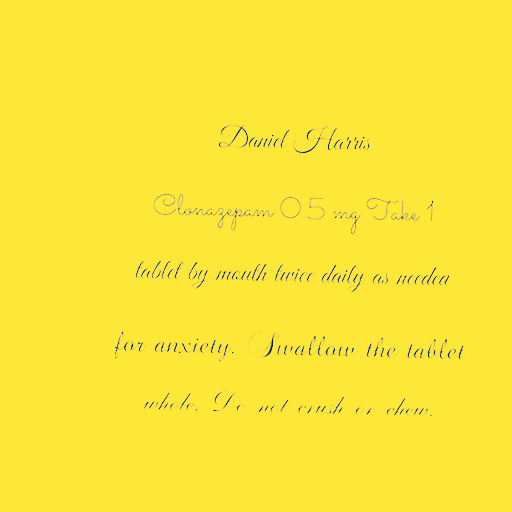 Daniel Harris
Clonazepam 0.5 mg Take 1
tablet by mouth twice daily as needed
for anxiety. Swallow the tablet
whole. Do not crush or chew.